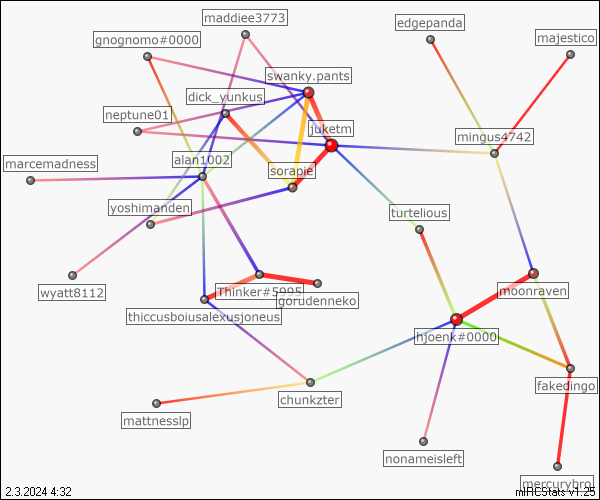 maddiee3773
edgepanda
gnognomo#0000
majestico
swanky.pants
dick_yunkus
neptune01
juketm
mingus4742
marcemadness
alan1002
sorapie
yoshimanden
turtelious
wyatt8112
Thinker#5995
gorudenneko
moonraven
thiccusboiusalexusjoneus
hjoenk#0000
chunkzter
fakedingo
mattnesslp
nonameisleft
mercurybro
2.3.2024 4:32
mIRCStats v1.25